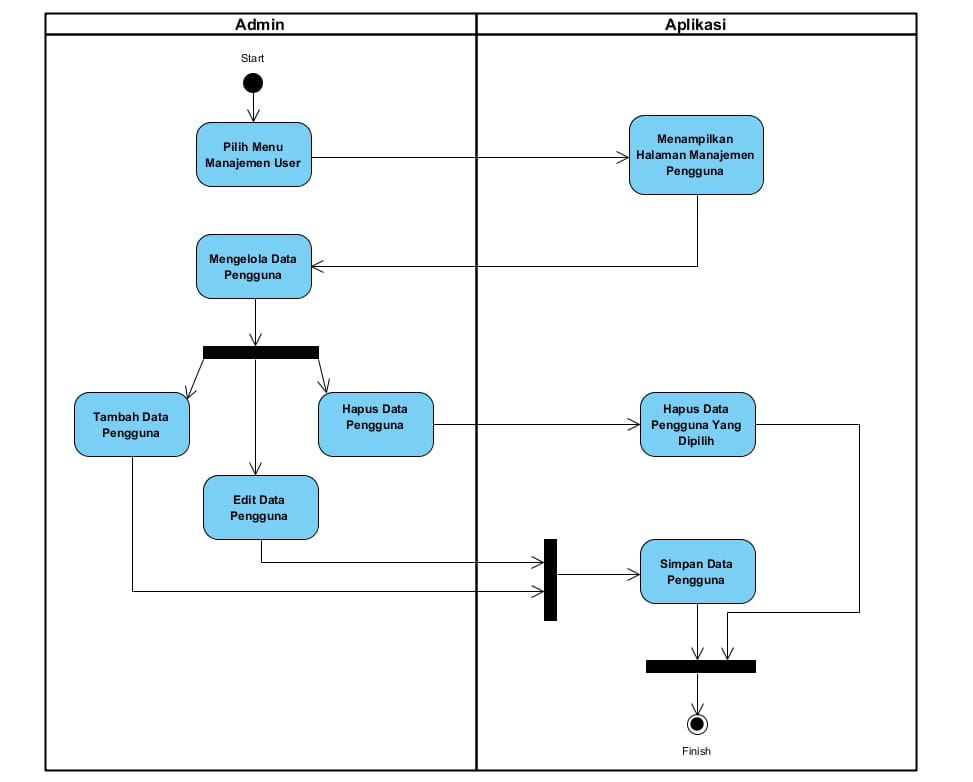 Admin
Aplikasi
Start
Pilih Menu
Manajemen User
Menampilkan
Halaman Manajemen
Pengguna
Mengelola Data
Pengguna
Tambah Data
Pengguna
Hapus Data
Pengguna
Hapus Data
Pengguna Yang
Dipilih
Edit Data
Pengguna
Simpan Data
Pengguna
Finish